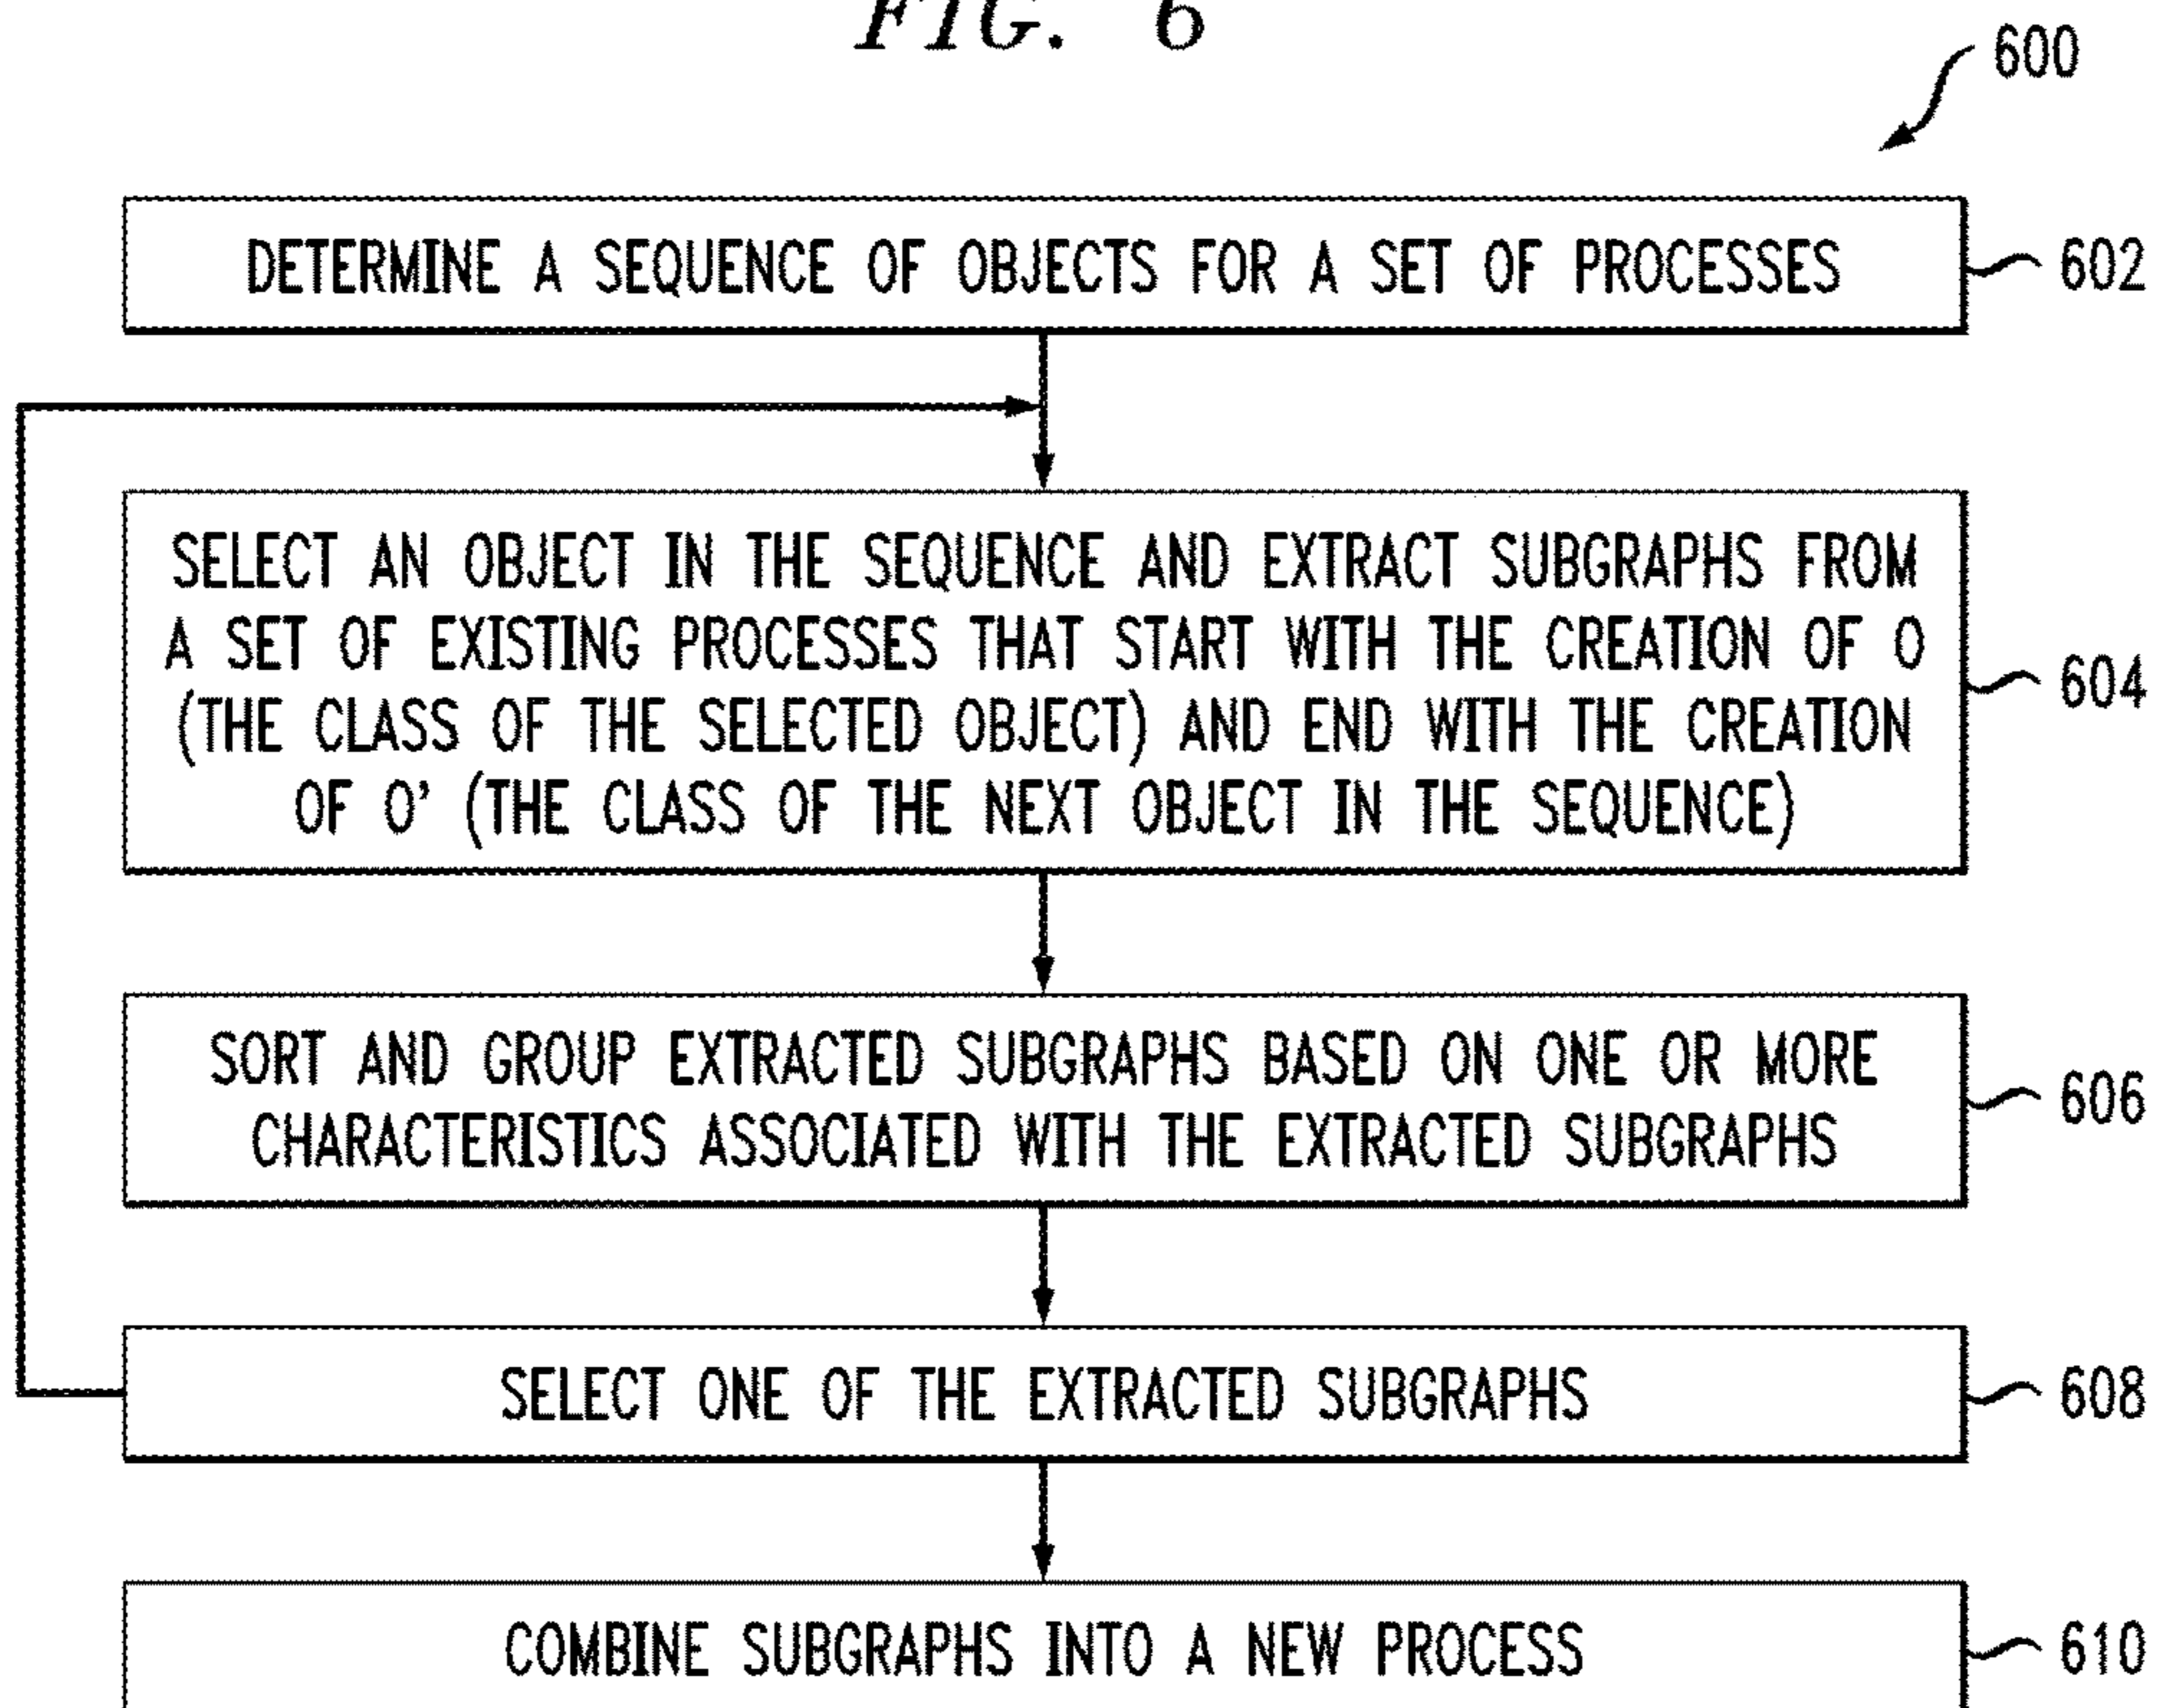 FIG. 6
600
DETERMINE A SEQUENCE OF OBJECTS FOR A SET OF PROCESSES
602
SELECT AN OBJECT IN THE SEQUENCE AND EXTRACT SUBGRAPHS FROM
A SET OF EXISTING PROCESSES THAT START WITH THE CREATION OF O
(THE CLASS OF THE SELECTED OBJECT) AND END WITH THE CREATION
OF O' (THE CLASS OF THE NEXT OBJECT IN THE SEQUENCE)
604
SORT AND GROUP EXTRACTED SUBGRAPHS BASED ON ONE OR MORE
CHARACTERISTICS ASSOCIATED WITH THE EXTRACTED SUBGRAPHS
606
SELECT ONE OF THE EXTRACTED SUBGRAPHS
608
COMBINE SUBGRAPHS INTO A NEW PROCESS
610